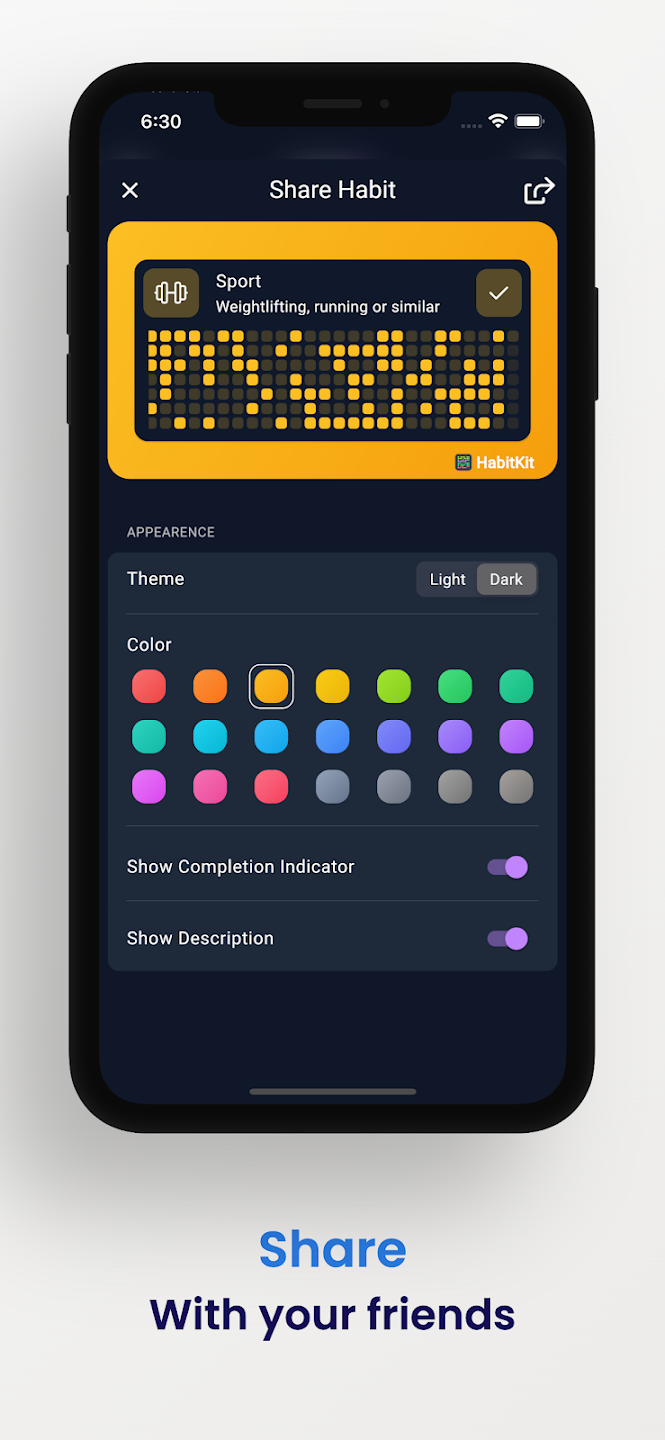 6:30
Share Habit
Sport
Weightlifting, running or similar
HabitKit
APPEARENCE
Theme
Light
Dark
Color
Show Completion Indicator
Show Description
Share
With your friends